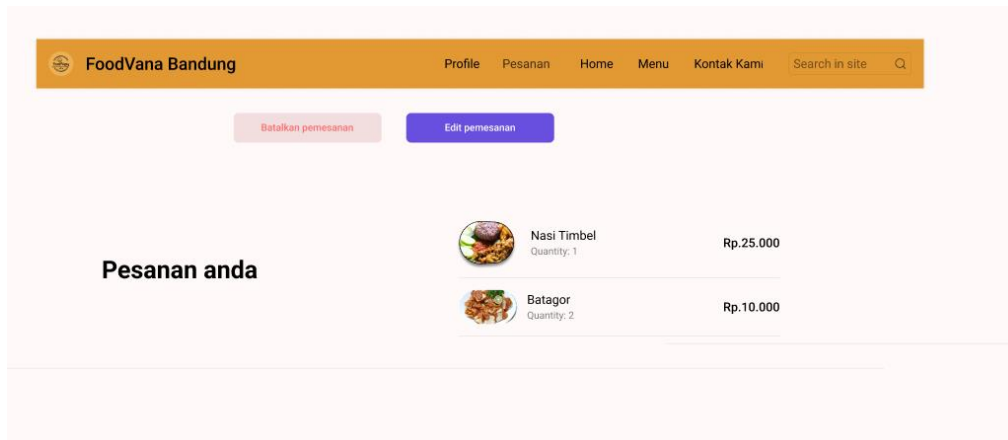 FoodVana Bandung
Profile Pesanan Home Menu Kontak Kami Search in site
Batalkan pemesanan Edit pemesanan
Pesanan anda
Nasi Timbel
Quantity: 1
Rp.25.000
Batagor
Quantity: 2
Rp.10.000